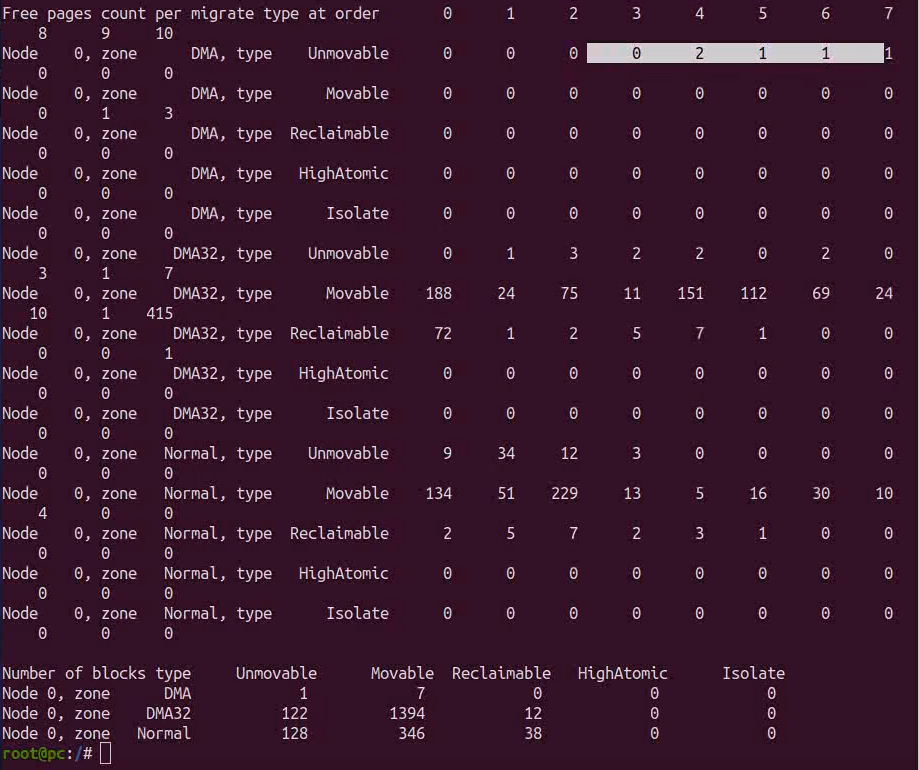 Free pages count per migrate type at order       0      1      2      3      4      5      6      7
    8      9     10
Node    0, zone      DMA, type    Unmovable      0      0      0      0      2      1      1      1
    0      0      0
Node    0, zone      DMA, type      Movable      0      0      0      0      0      0      0      0
    0      1      3
Node    0, zone      DMA, type  Reclaimable      0      0      0      0      0      0      0      0
    0      0      0
Node    0, zone      DMA, type   HighAtomic      0      0      0      0      0      0      0      0
    0      0      0
Node    0, zone      DMA, type      Isolate      0      0      0      0      0      0      0      0
    0      0      0
Node    0, zone    DMA32, type    Unmovable      0      1      3      2      2      0      2      0
    3      1      7
Node    0, zone    DMA32, type      Movable    188     24     75     11    151    112     69     24
   10      1    415
Node    0, zone    DMA32, type  Reclaimable     72      1      2      5      7      1      0      0
    0      0      1
Node    0, zone    DMA32, type   HighAtomic      0      0      0      0      0      0      0      0
    0      0      0
Node    0, zone    DMA32, type      Isolate      0      0      0      0      0      0      0      0
    0      0      0
Node    0, zone   Normal, type    Unmovable      9     34     12      3      0      0      0      0
    0      0      0
Node    0, zone   Normal, type      Movable    134     51    229     13      5     16     30     10
    4      0      0
Node    0, zone   Normal, type  Reclaimable      2      5      7      2      3      1      0      0
    0      0      0
Node    0, zone   Normal, type   HighAtomic      0      0      0      0      0      0      0      0
    0      0      0
Node    0, zone   Normal, type      Isolate      0      0      0      0      0      0      0      0
    0      0      0
Number of blocks type     Unmovable      Movable  Reclaimable   HighAtomic      Isolate
Node 0, zone      DMA            1            7            0            0            0
Node 0, zone    DMA32          122         1394           12            0            0
Node 0, zone   Normal          128          346           38            0            0
root@pc:/#